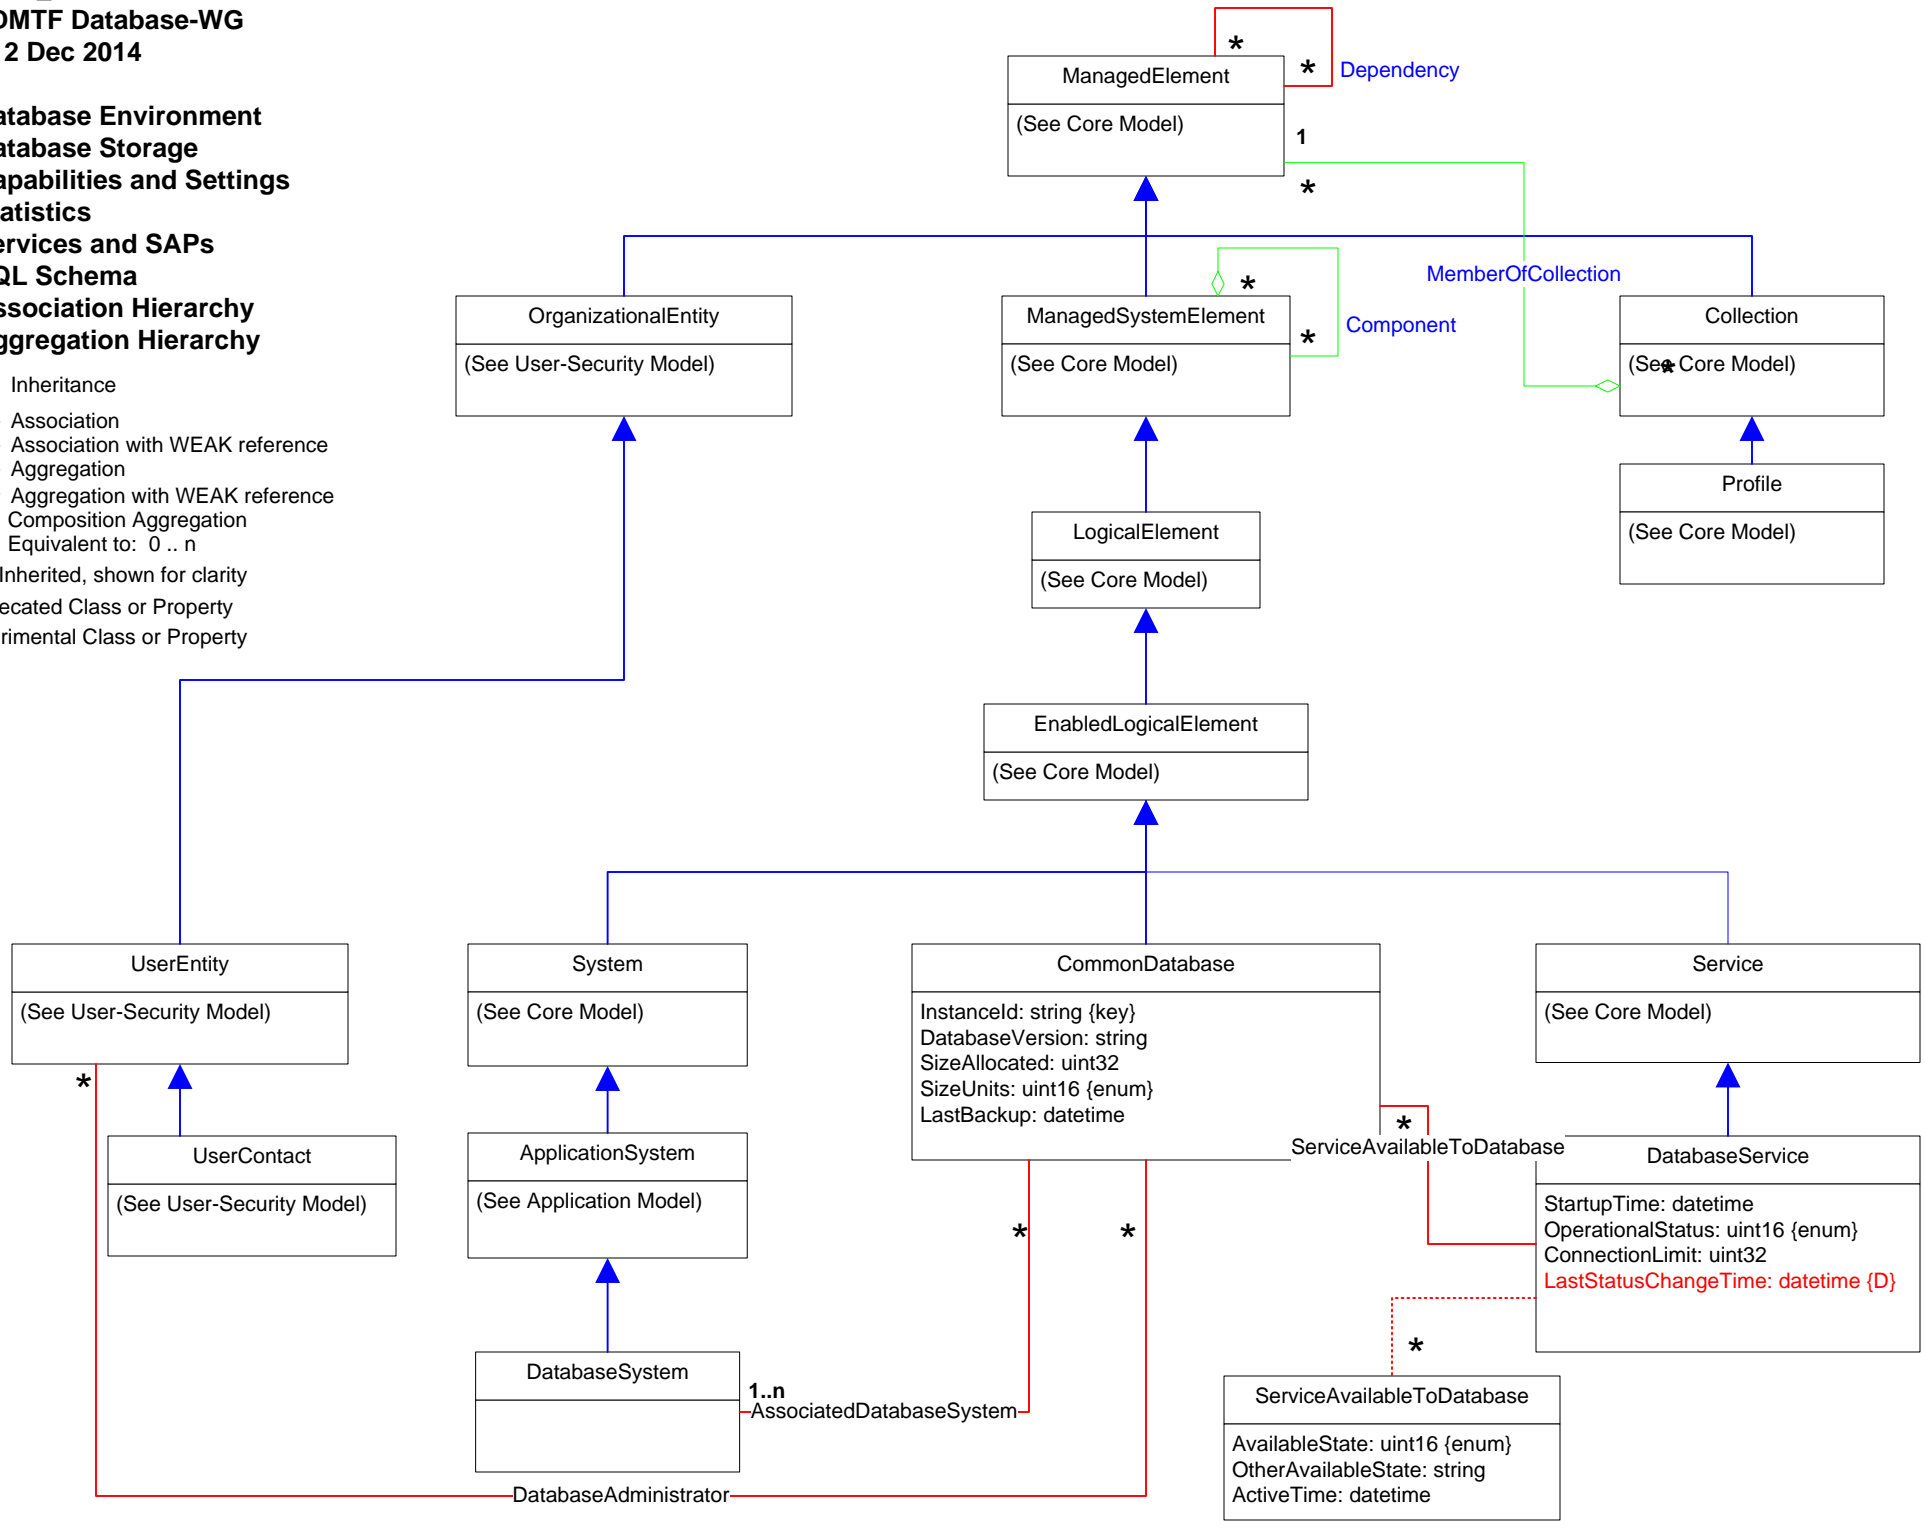 DMTF Database-WG
2 Dec 2014
atabase Environment
atabase Storage
apabilities and Settings
atistics
ervices and SAPs
QL Schema
ssociation Hierarchy
ggregation Hierarchy
Inheritance
Association
Association with WEAK reference
Aggregation
Aggregation with WEAK reference
Composition Aggregation
Equivalent to: 0 .. n
Inherited, shown for clarity
ecated Class or Property
rimental Class or Property
*
ManagedElement
*
Dependency
(See Core Model)
1
*
MemberOfCollection
OrganizationalEntity
(See User-Security Model)
ManagedSystemElement
(See Core Model)
*
*
Component
Collection
(See Core Model)
*
Profile
(See Core Model)
LogicalElement
(See Core Model)
EnabledLogicalElement
(See Core Model)
UserEntity
(See User-Security Model)
*
System
(See Core Model)
CommonDatabase
InstanceId: string {key}
DatabaseVersion: string
SizeAllocated: uint32
SizeUnits: uint16 {enum}
LastBackup: datetime
Service
(See Core Model)
*
ServiceAvailableToDatabase
UserContact
(See User-Security Model)
ApplicationSystem
(See Application Model)
*
*
DatabaseService
StartupTime: datetime
OperationalStatus: uint16 {enum}
ConnectionLimit: uint32
LastStatusChangeTime: datetime {D}
*
DatabaseSystem
1..n
AssociatedDatabaseSystem
ServiceAvailableToDatabase
AvailableState: uint16 {enum}
OtherAvailableState: string
ActiveTime: datetime
DatabaseAdministrator